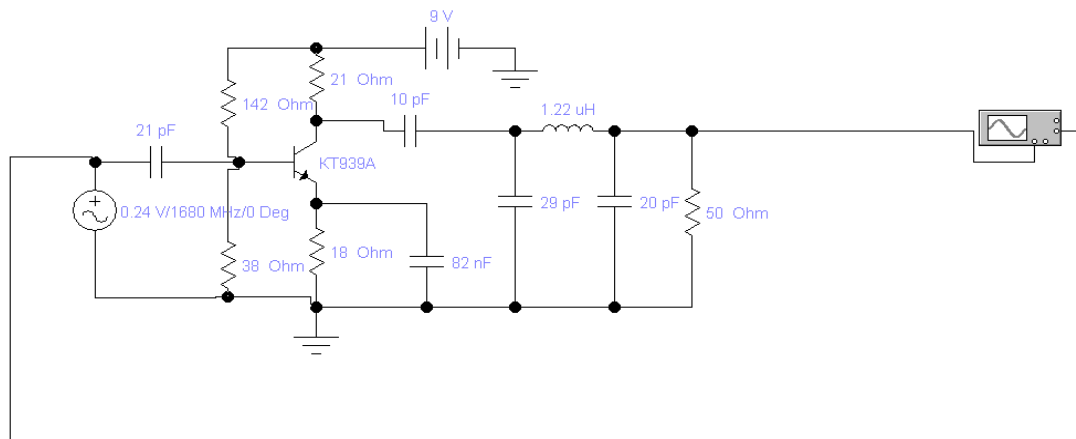 9 V
21 Ohm
142 Ohm
10 pF
1.22 uH
21 pF
KT939A
0.24 V/1680 MHz/0 Deg
29 pF
20 pF
50 Ohm
18 Ohm
38 Ohm
82 nF